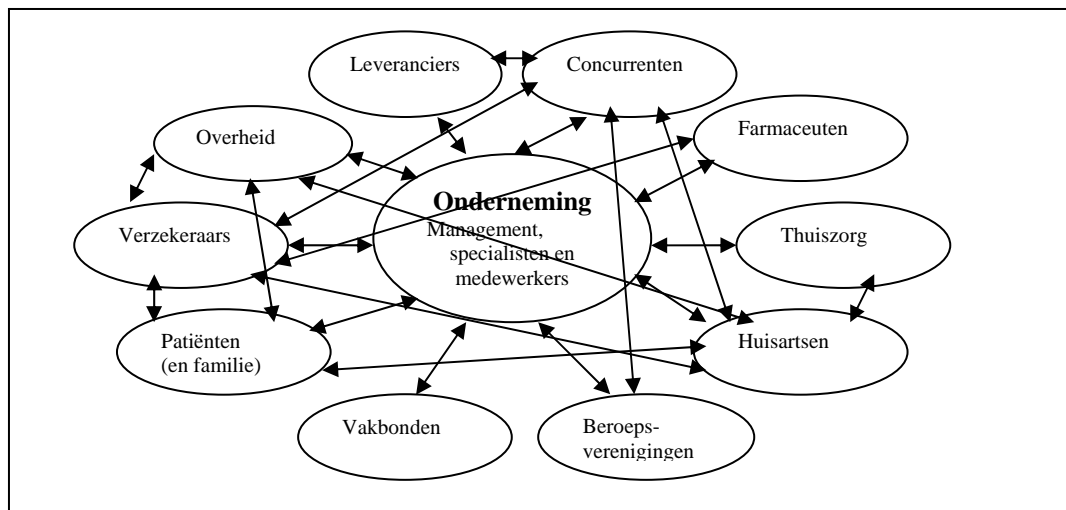 Leveranciers
Concurrenten
Overheid
Farmaceuten
Onderneming
Management,
specialisten en
medewerkers
Verzekeraars
Thuiszorg
Patiënten
(en familie)
Huisartsen
Vakbonden
Beroeps-
verenigingen